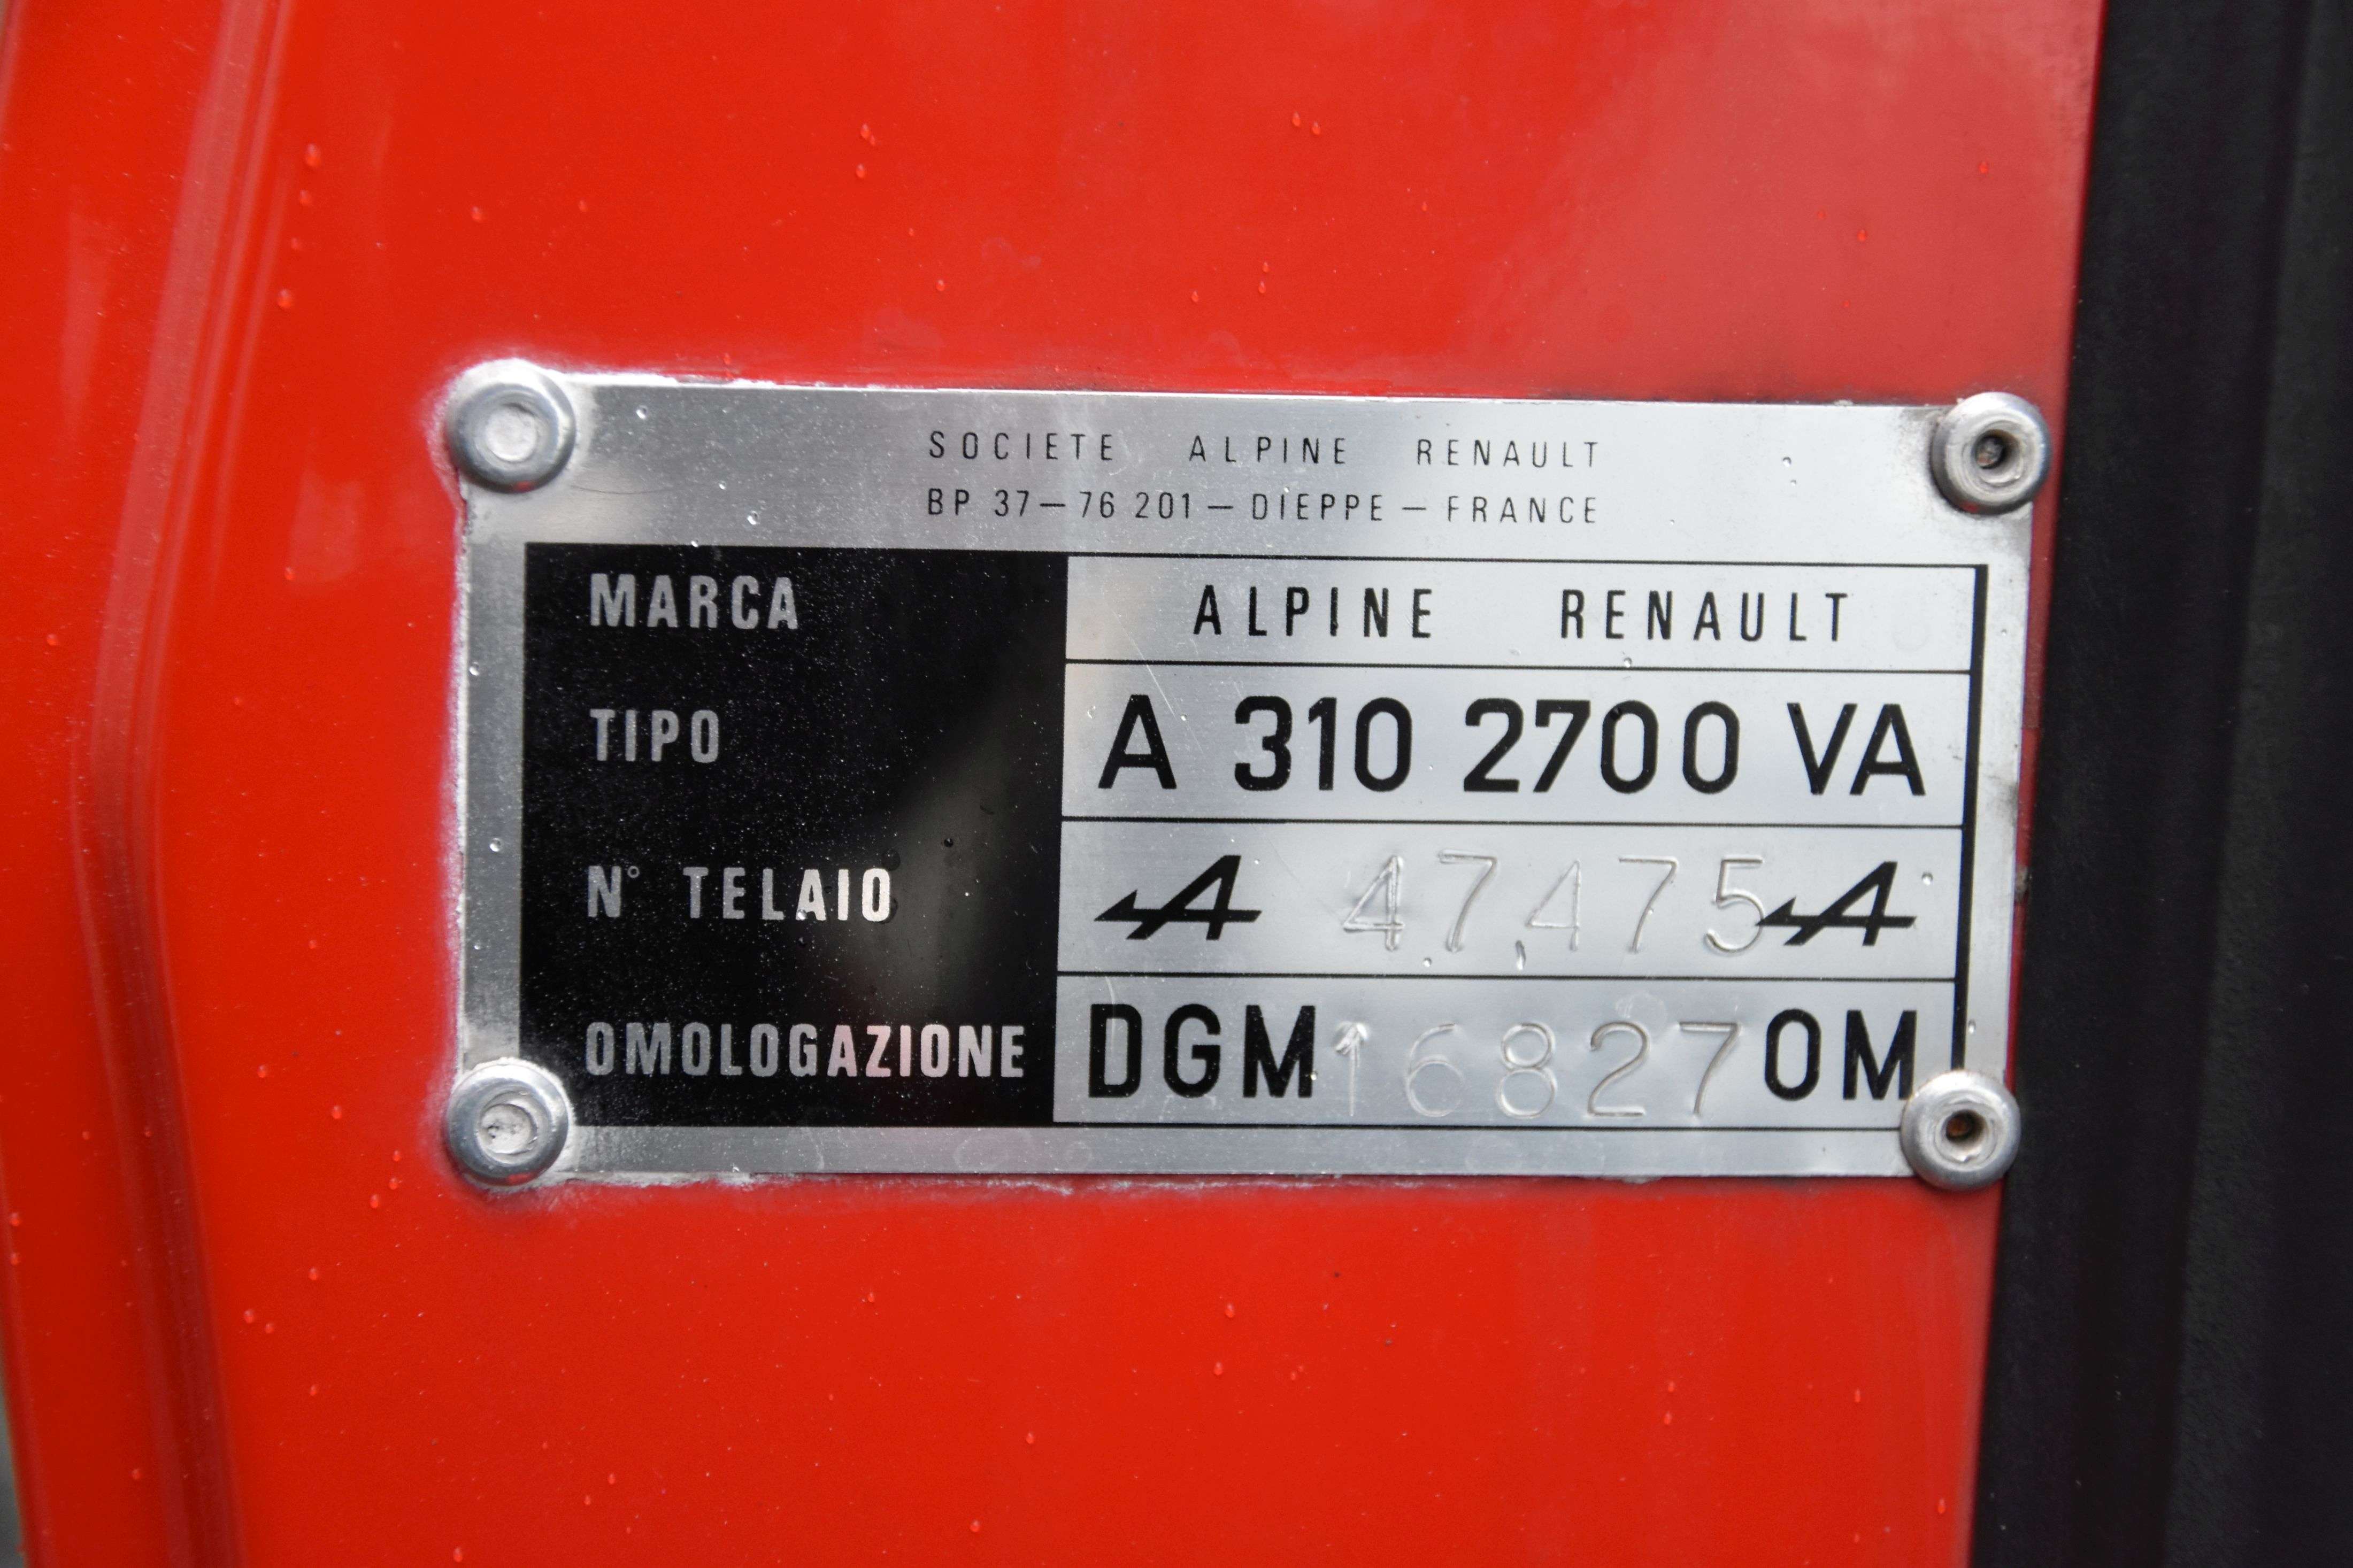 SOCIETE ALPINE RENAULT
BP 37—76 201—DIEPPE—FRANCE
MARCA ALPINE RENAULT
TIPO A 310 2700 VA
N° TELAIO 47475
OMOLOGAZIONE DGM 16827 OM